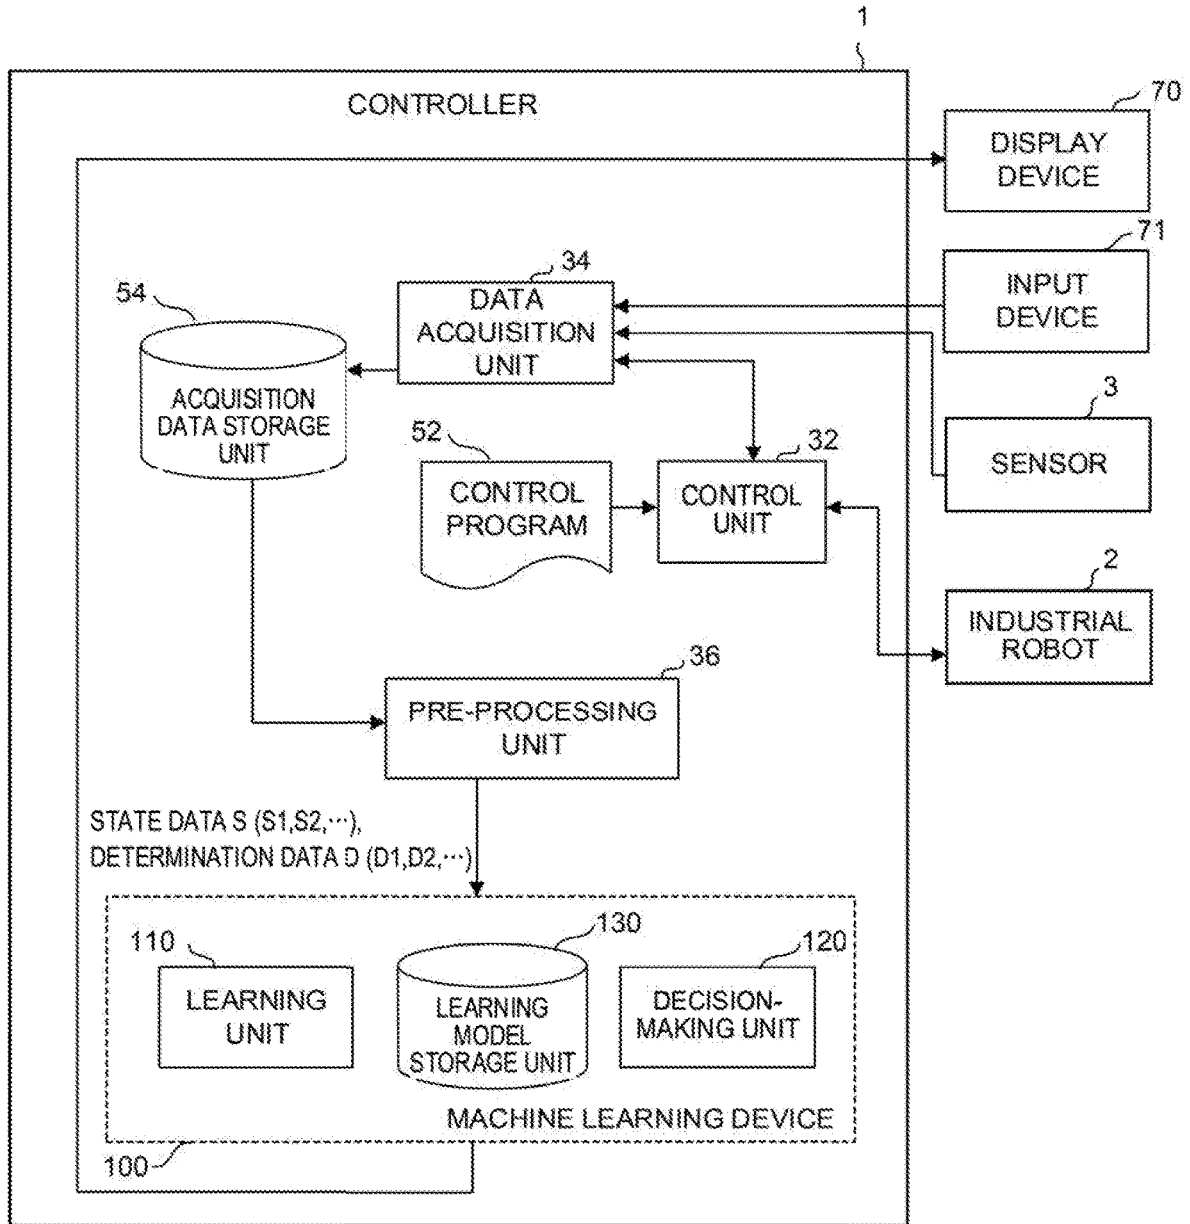 1
CONTROLLER
70
DISPLAY
DEVICE
71
INPUT
DEVICE
34
DATA
ACQUISITION
UNIT
54
ACQUISITION
DATA STORAGE
UNIT
3
SENSOR
52
CONTROL
PROGRAM
32
CONTROL
UNIT
2
INDUSTRIAL
ROBOT
36
PRE-PROCESSING
UNIT
STATE DATA S (S1,S2,···),
DETERMINATION DATA D (D1,D2,···)
110
LEARNING
UNIT
130
LEARNING
MODEL
STORAGE UNIT
120
DECISION-
MAKING UNIT
MACHINE LEARNING DEVICE
100